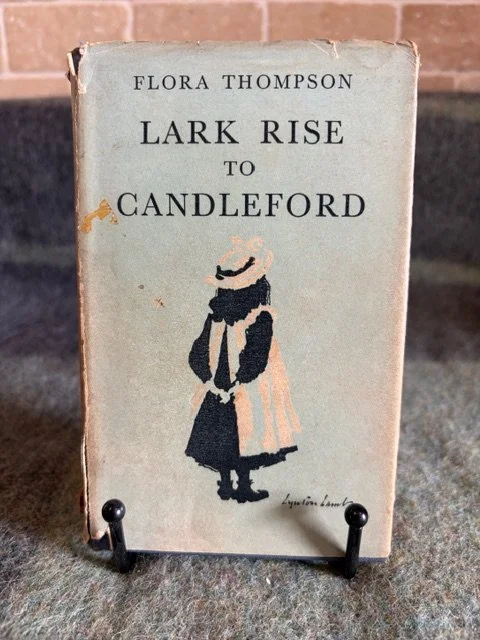 FLORA THOMPSON
LARK RISE
TO
CANDLEFORD
Lynton Lamb